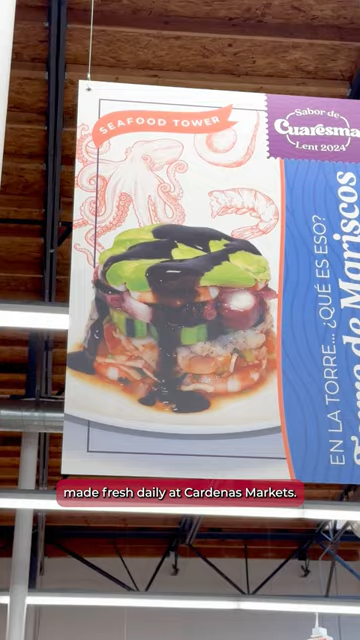 SEAFOOD TOWER
Sabor de
Cuaresma
Lent 2024
EN LA TORRE... ¿QUÉ ES ESO?
Torre de Mariscos
made fresh daily at Cardenas Markets.